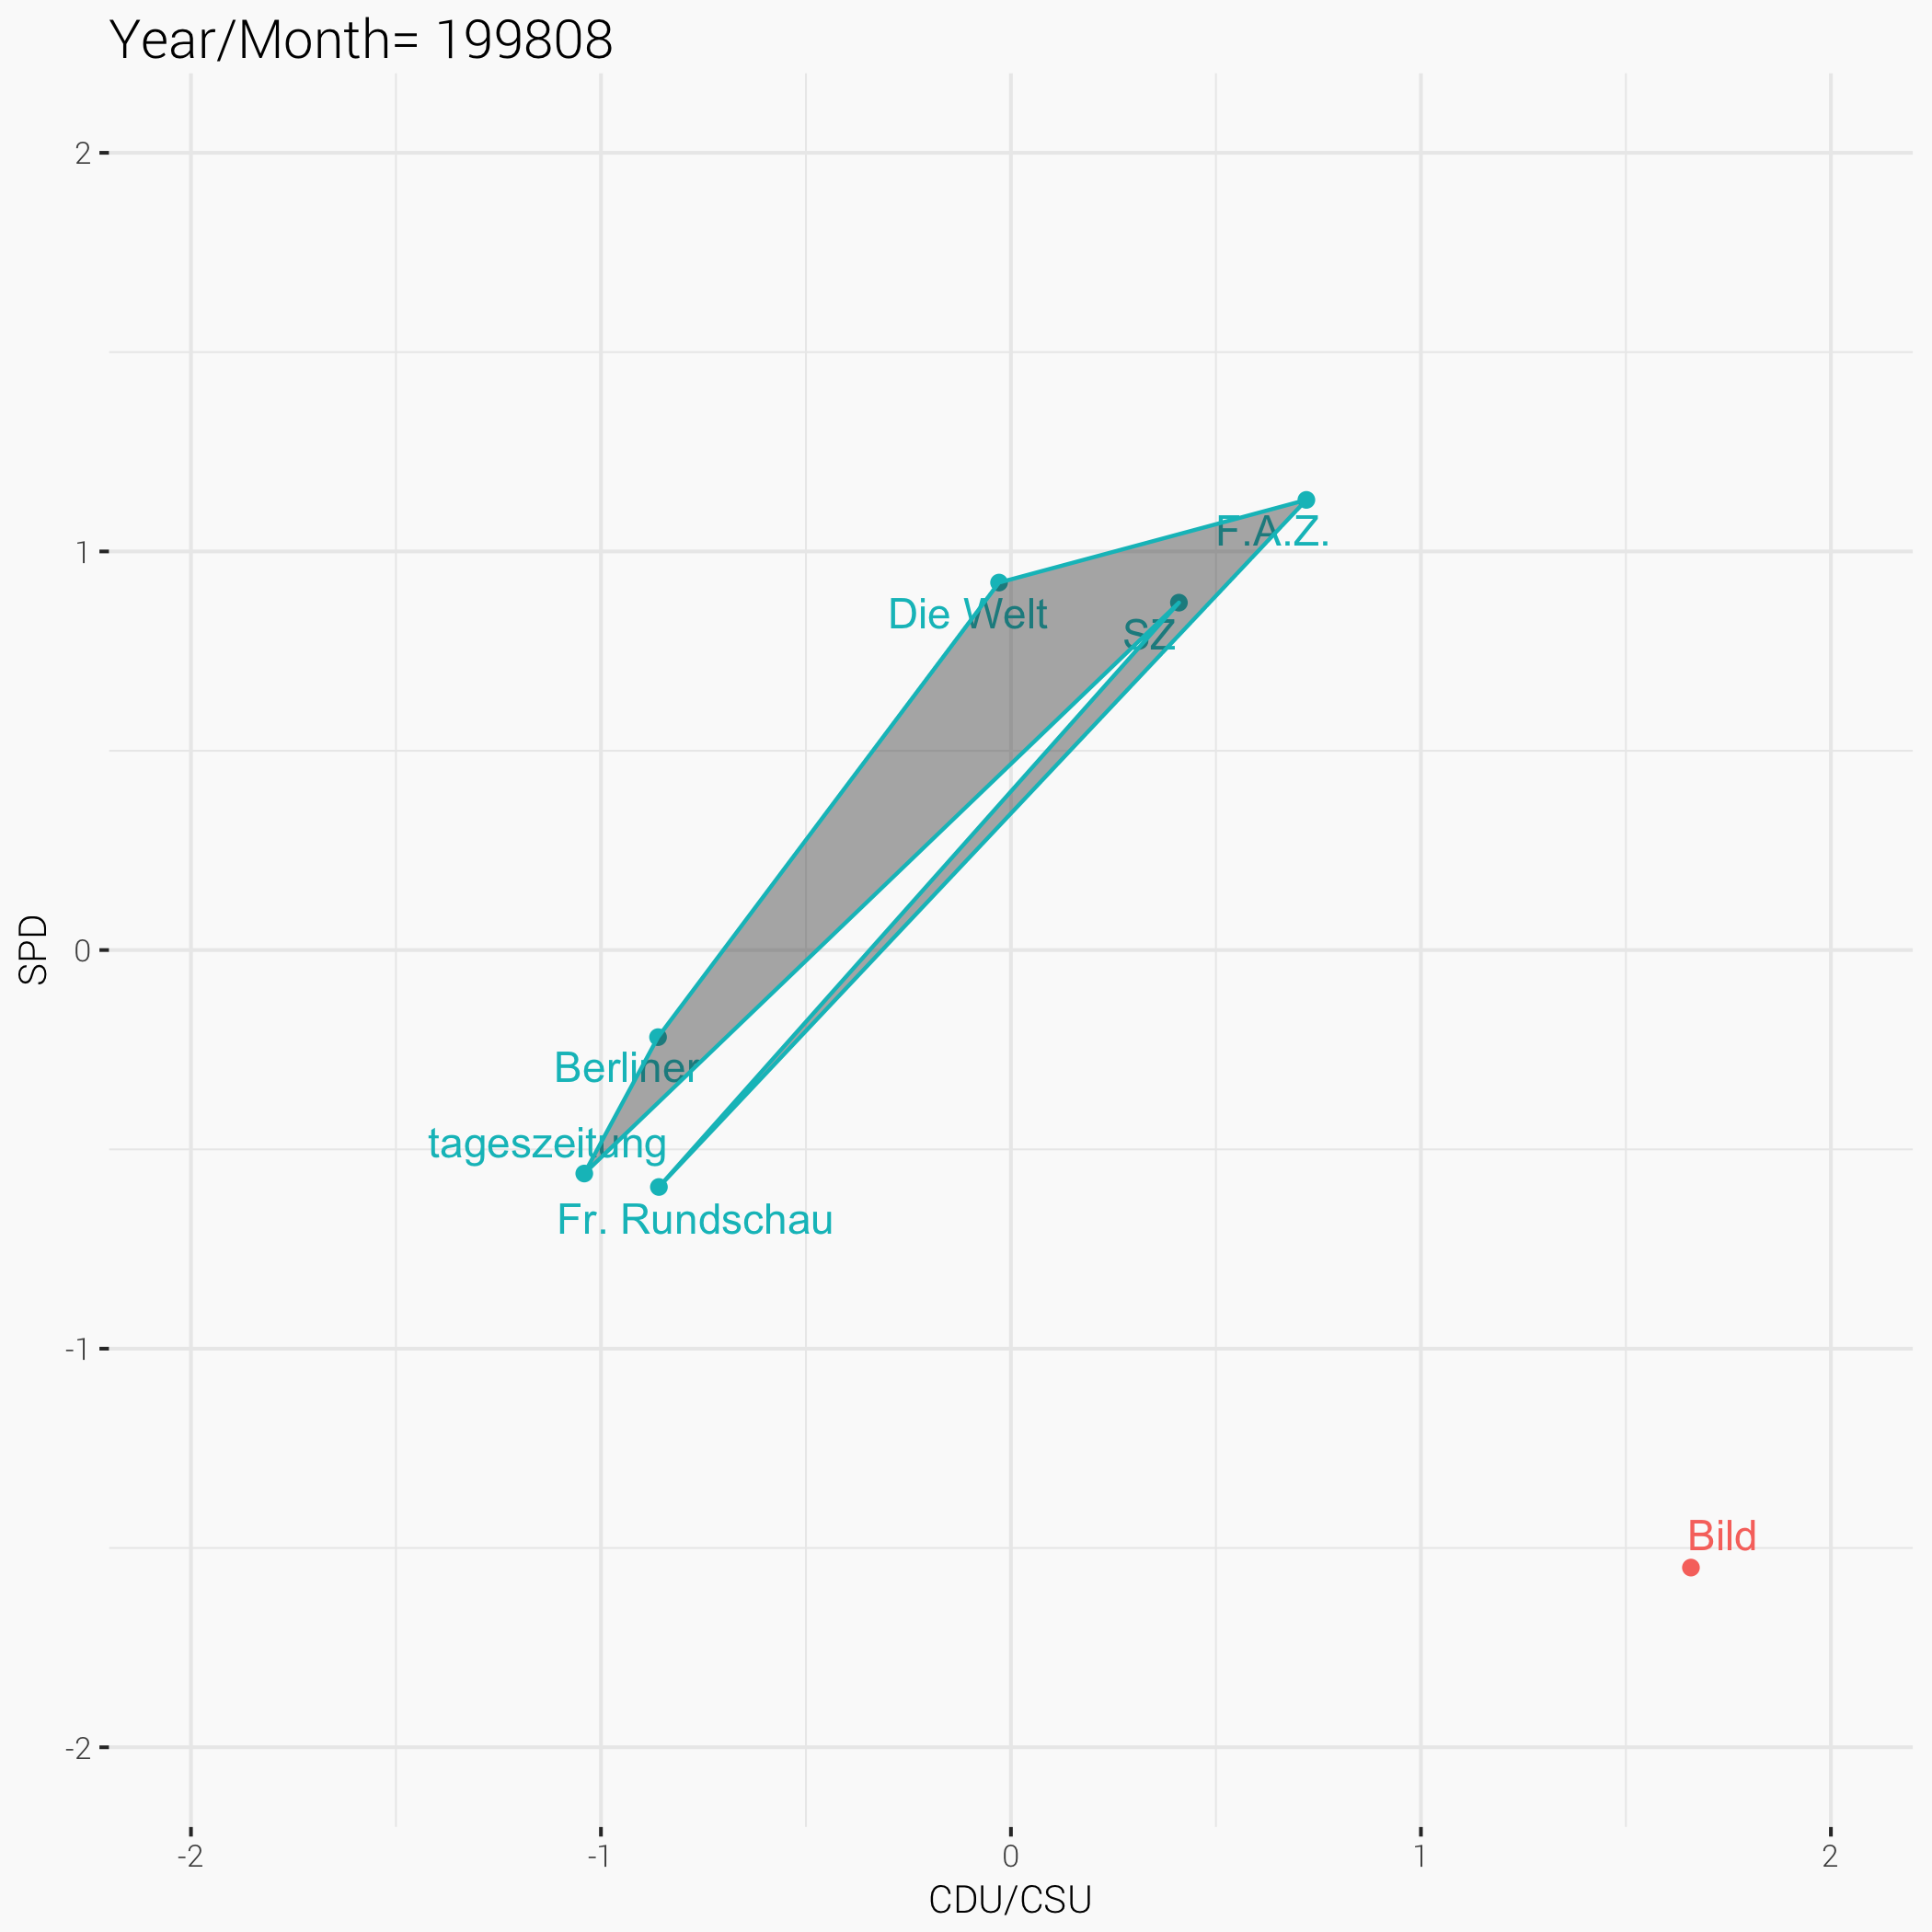 Year/Month= 199808
2
1
0
-1
-2
SPD
F.A.Z.
Die Welt
SZ
Berliner
tageszeitung
Fr. Rundschau
Bild
-2
-1
0
1
2
CDU/CSU